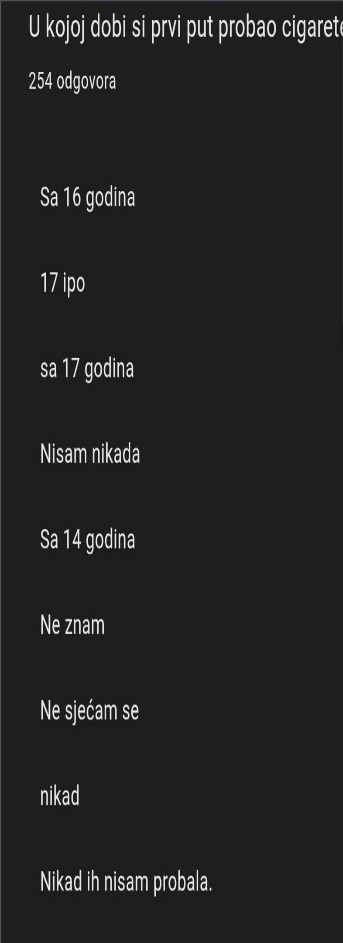 U kojoj dobi si prvi put probao cigarete
254 odgovora
Sa 16 godina
17 ipo
sa 17 godina
Nisam nikada
Sa 14 godina
Ne znam
Ne sjećam se
nikad
Nikad ih nisam probala.